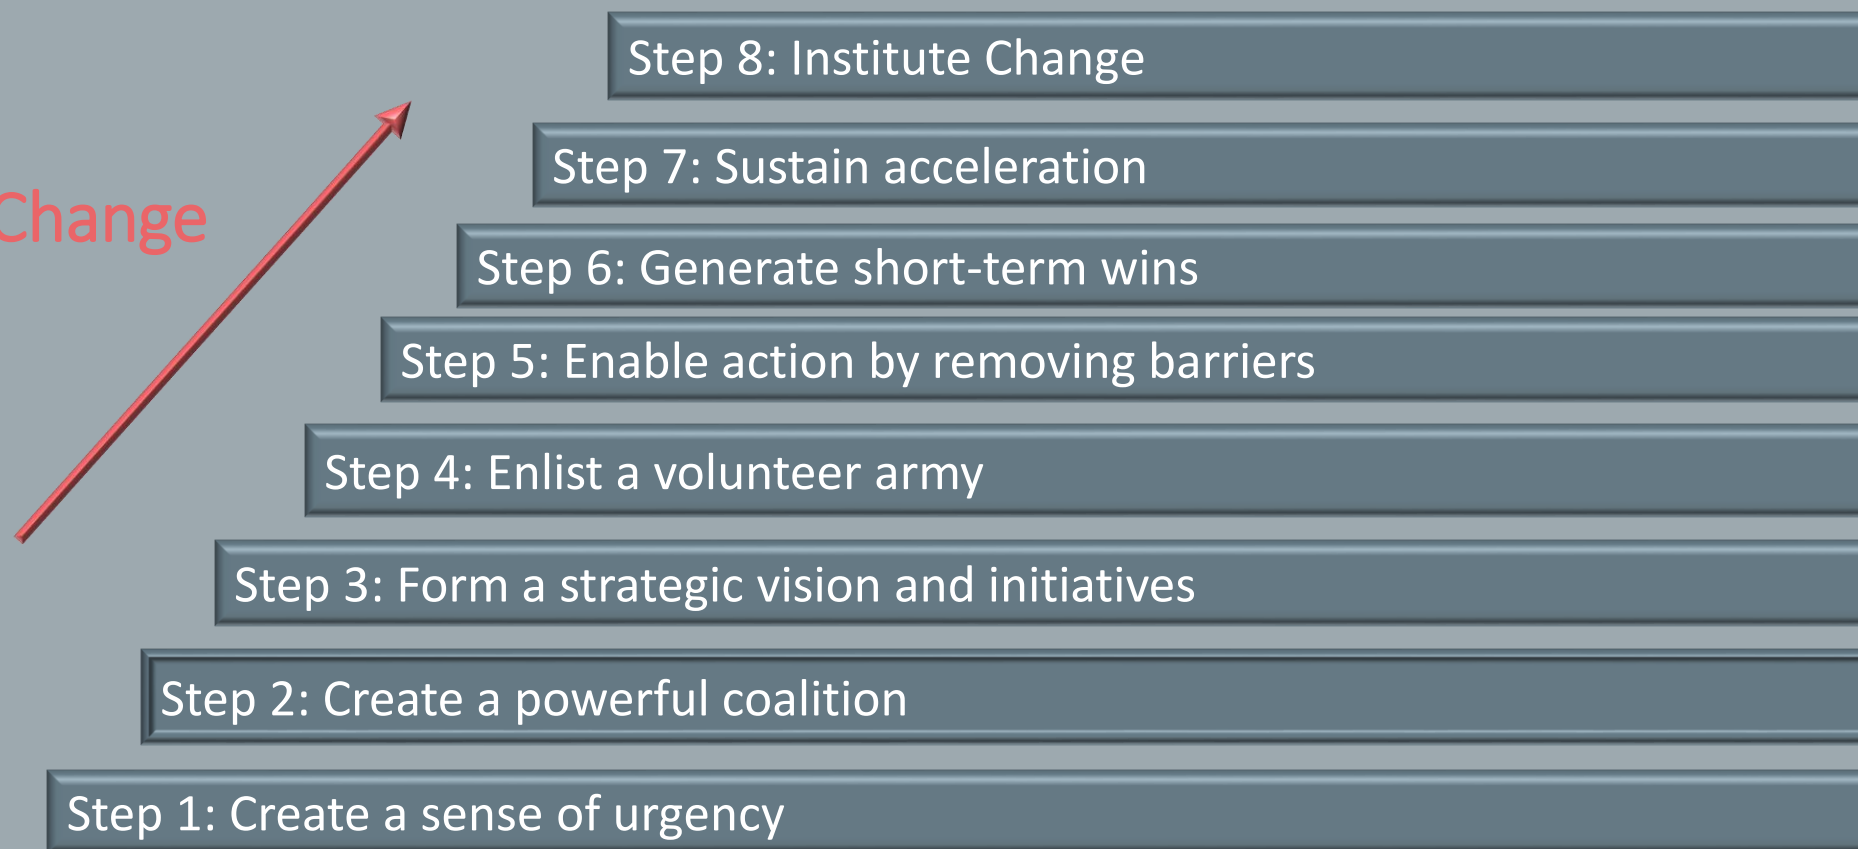 Step 8: Institute Change
Step 7: Sustain acceleration
Change
Step 6: Generate short-term wins
Step 5: Enable action by removing barriers
Step 4: Enlist a volunteer army
Step 3: Form a strategic vision and initiatives
Step 2: Create a powerful coalition
Step 1: Create a sense of urgency